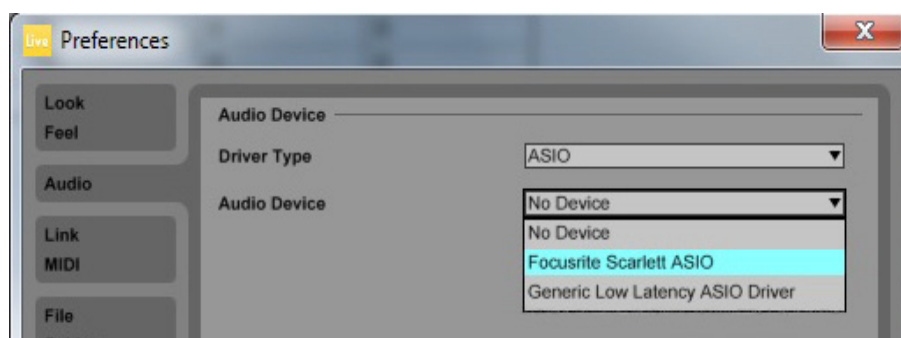 Live Preferences X
Look
Feel
Audio
Link
MIDI
File
Audio Device
Driver Type ASIO
Audio Device No Device
No Device
Focusrite Scarlett ASIO
Generic Low Latency ASIO Driver